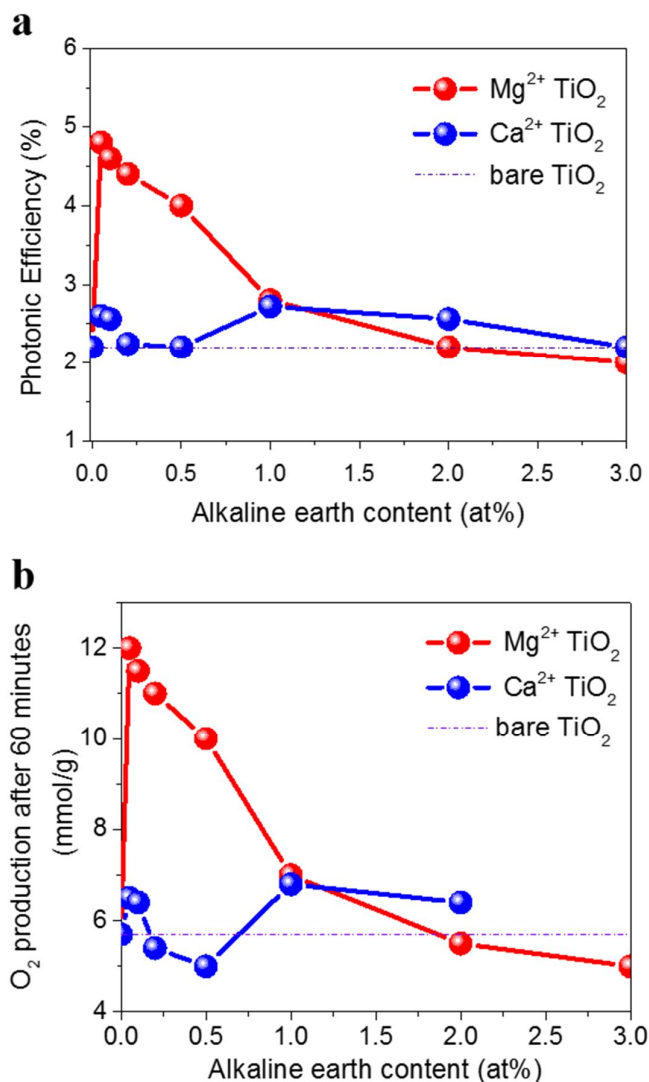 a
6
5
4
3
2
1
Photonic Efficiency (%)
Mg²⁺ TiO₂
Ca²⁺ TiO₂
bare TiO₂
0.0 0.5 1.0 1.5 2.0 2.5 3.0
Alkaline earth content (at%)
b
12
10
8
6
4
O₂ production after 60 minutes
(mmol/g)
Mg²⁺ TiO₂
Ca²⁺ TiO₂
bare TiO₂
0.0 0.5 1.0 1.5 2.0 2.5 3.0
Alkaline earth content (at%)